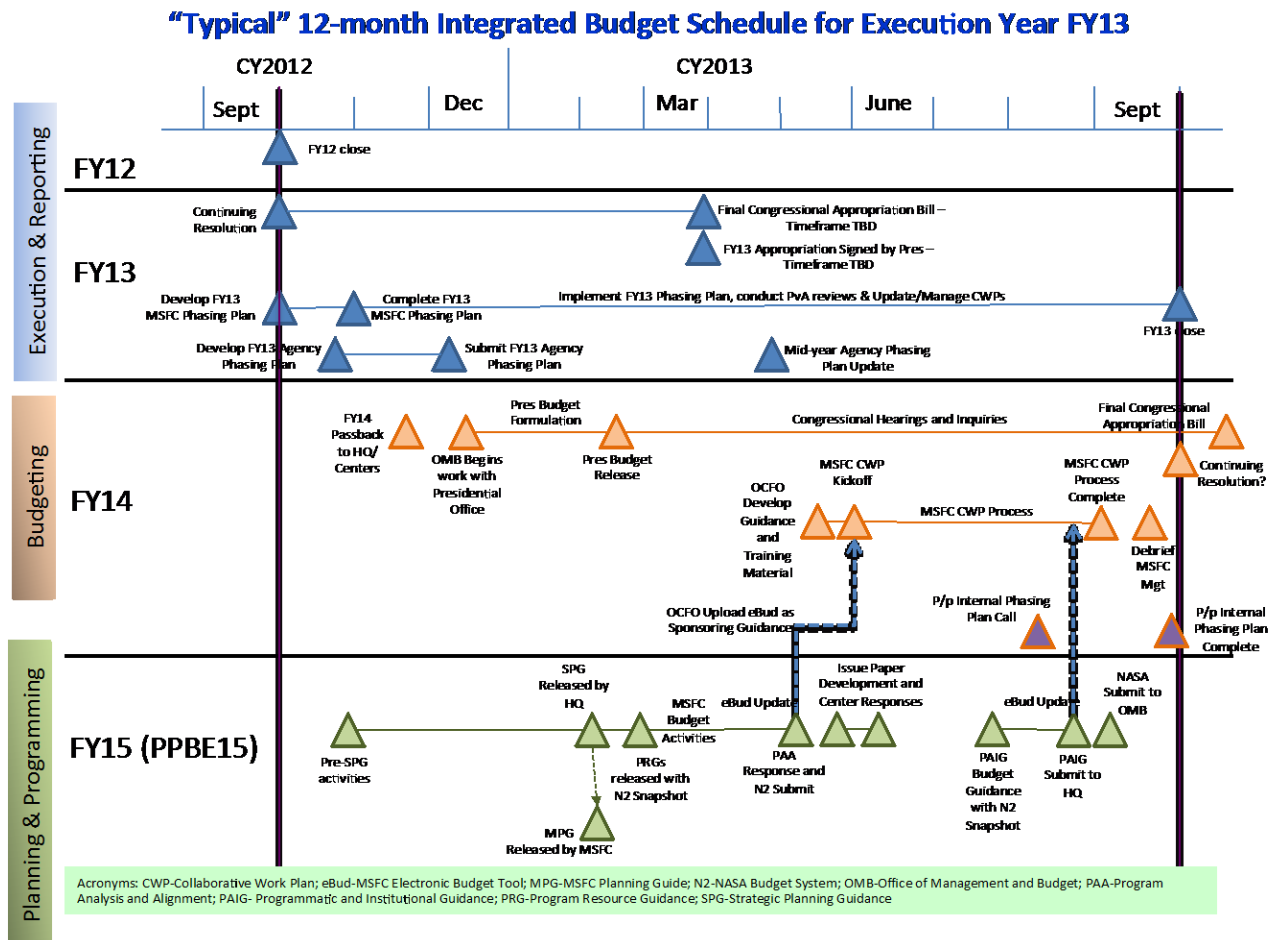 “Typical” 12-month Integrated Budget Schedule for Execution Year FY13
CY2012
CY2013
Sept
Dec
Mar
June
Sept
Execution & Reporting
FY12
FY12 close
FY13
Continuing
Resolution
Final Congressional Appropriation Bill –
Timeframe TBD
FY13 Appropriation Signed by Pres –
Timeframe TBD
Develop FY13
MSFC Phasing Plan
Complete FY13
MSFC Phasing Plan
Implement FY13 Phasing Plan, conduct PvA reviews & Update/Manage CWPs
FY13 close
Develop FY13 Agency
Phasing Plan
Submit FY13 Agency
Phasing Plan
Mid-year Agency Phasing
Plan Update
Budgeting
FY14
FY14
Passback
to HQ/
Centers
Pres Budget
Formulation
OMB Begins
work with
Presidential
Office
Pres Budget
Release
Congressional Hearings and Inquiries
Final Congressional
Appropriation Bill
Continuing
Resolution?
OCFO
Develop
Guidance
and
Training
Material
MSFC CWP
Kickoff
MSFC CWP Process
MSFC CWP
Process
Complete
Debrief
MSFC
Mgt
OCFO Upload eBud as
Sponsoring Guidance
P/p Internal Phasing
Plan Call
P/p Internal
Phasing Plan
Complete
Planning & Programming
FY15 (PPBE15)
Pre-SPG
activities
SPG
Released by
HQ
MPG
Released by MSFC
PRGs
released with
N2 Snapshot
MSFC
Budget
Activities
eBud Update
PAA
Response and
N2 Submit
Issue Paper
Development and
Center Responses
PAIG
Budget
Guidance
with N2
Snapshot
eBud Update
PAIG
Submit to
HQ
NASA
Submit to
OMB
Acronyms: CWP-Collaborative Work Plan; eBud-MSFC Electronic Budget Tool; MPG-MSFC Planning Guide; N2-NASA Budget System; OMB-Office of Management and Budget; PAA-Program
Analysis and Alignment; PAIG- Programmatic and Institutional Guidance; PRG-Program Resource Guidance; SPG-Strategic Planning Guidance